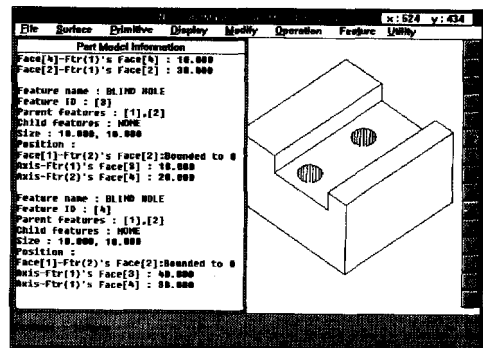 x:524 y:434
File Surface Primitive Display Modify Operation Feature Utility
Part Model Information
Face[4]-Ftr(1)'s Face[4] : 10.000
Face[2]-Ftr(1)'s Face[2] : 30.000
Feature name : BLIND HOLE
Feature ID : [3]
Parent features : [1],[2]
Child features : NONE
Size : 10.000, 10.000
Position :
Face[1]-Ftr(2)'s Face[2]:Bounded to 0
Axis-Ftr(1)'s Face[3] : 10.000
Axis-Ftr(2)'s Face[4] : 20.000
Feature name : BLIND HOLE
Feature ID : [4]
Parent features : [1],[2]
Child features : NONE
Size : 10.000, 10.000
Position :
Face[1]-Ftr(2)'s Face[2]:Bounded to 0
Axis-Ftr(1)'s Face[3] : 40.000
Axis-Ftr(1)'s Face[4] : 30.000